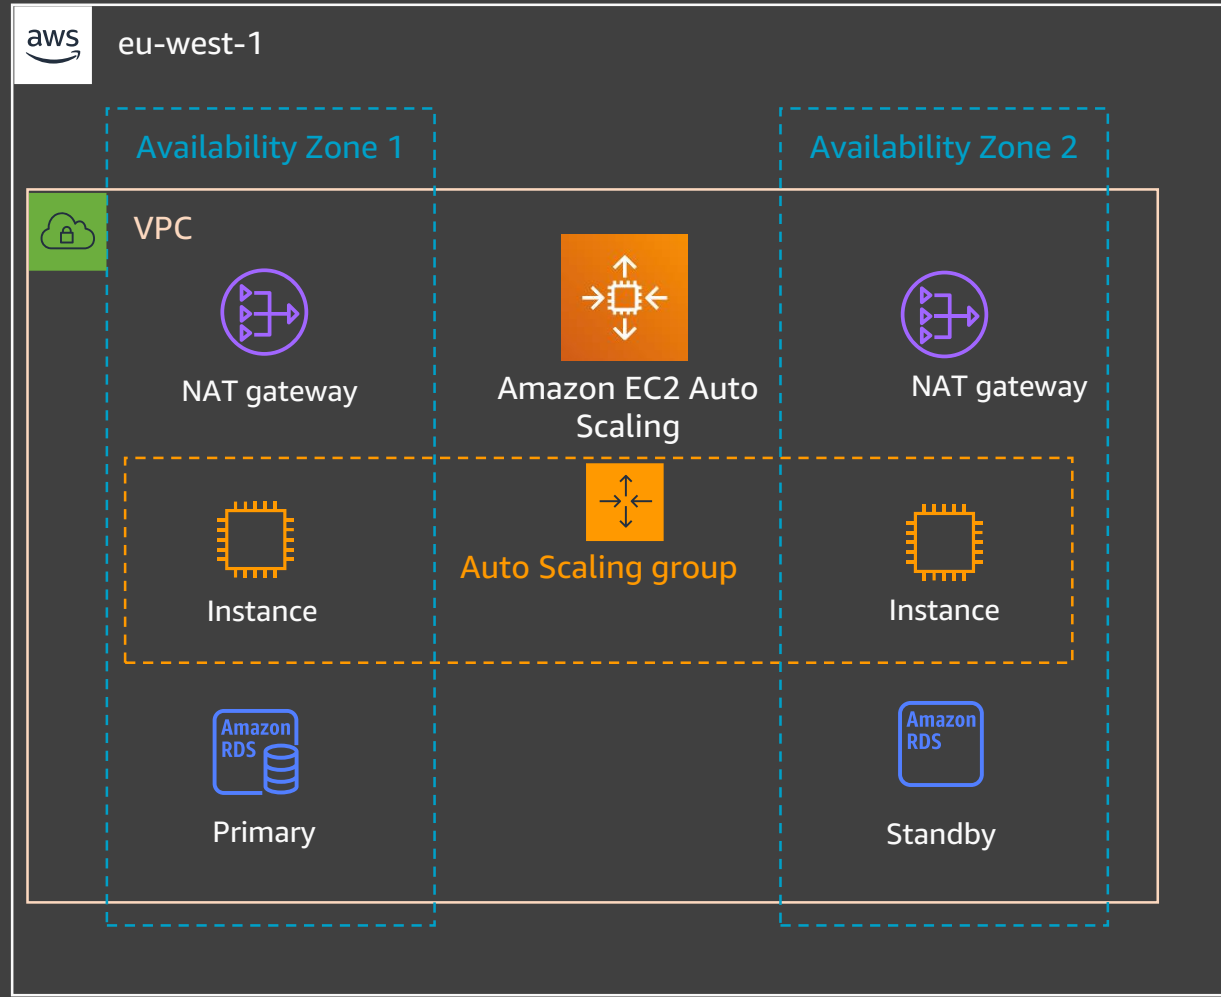 aws
eu-west-1
Availability Zone 1
Availability Zone 2
VPC
NAT gateway
Amazon EC2 Auto
Scaling
NAT gateway
Instance
Auto Scaling group
Instance
Amazon
RDS
Primary
Amazon
RDS
Standby